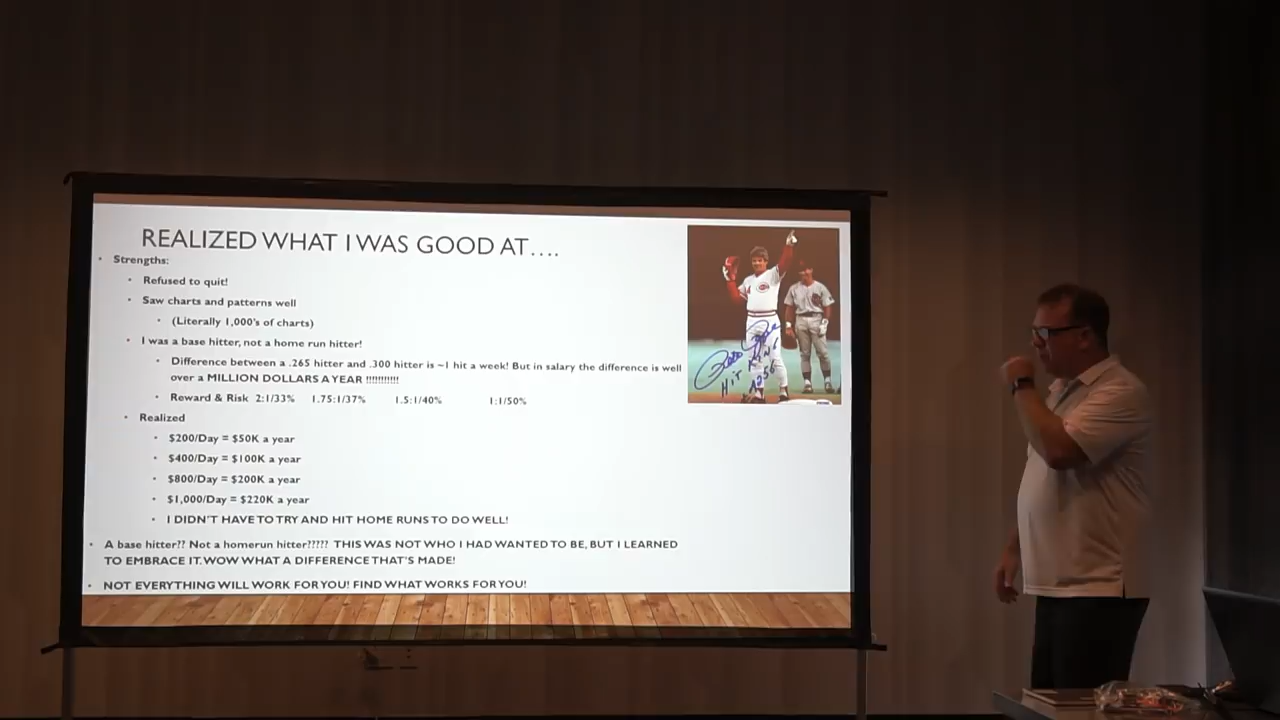 REALIZED WHAT I WAS GOOD AT....
Strengths:
Refused to quit!
Saw charts and patterns well
(Literally 1,000's of charts)
I was a base hitter, not a home run hitter!
Difference between a .265 hitter and .300 hitter is ~1 hit a week! But in salary the difference is well
over a MILLION DOLLARS A YEAR !!!!!!!!!!!
Reward & Risk 2:1/33% 1.75:1/37% 1.5:1/40% 1:1/50%
Realized
$200/Day = $50K a year
$400/Day = $100K a year
$800/Day = $200K a year
$1,000/Day = $220K a year
I DIDN'T HAVE TO TRY AND HIT HOME RUNS TO DO WELL!
A base hitter?? Not a homerun hitter????? THIS WAS NOT WHO I HAD WANTED TO BE, BUT I LEARNED
TO EMBRACE IT. WOW WHAT A DIFFERENCE THAT'S MADE!
NOT EVERYTHING WILL WORK FOR YOU! FIND WHAT WORKS FOR YOU!
Pete Rose
HIT KING
4256